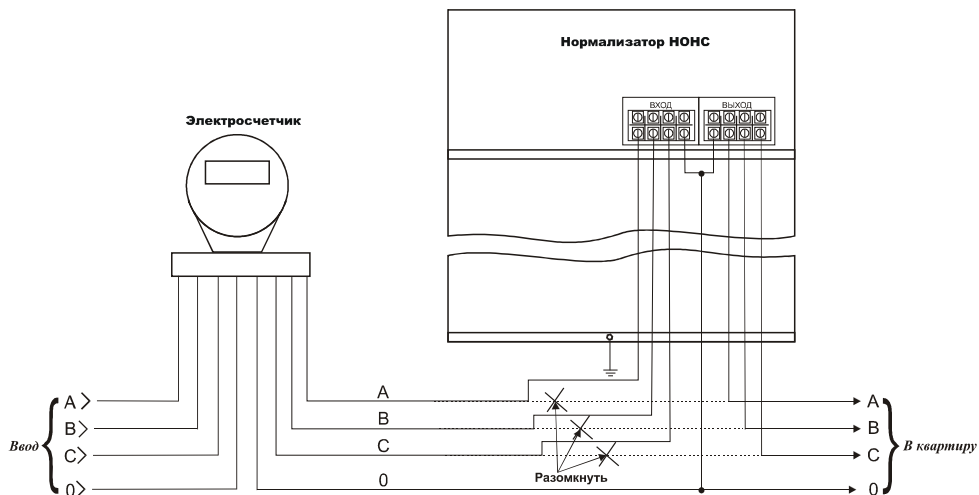 Нормализатор НОНС
ВХОД
ВЫХОД
Электросчетчик
A
A
A
B
B
B
Ввод
C
C
C
В квартиру
0
0
0
Разомкнуть